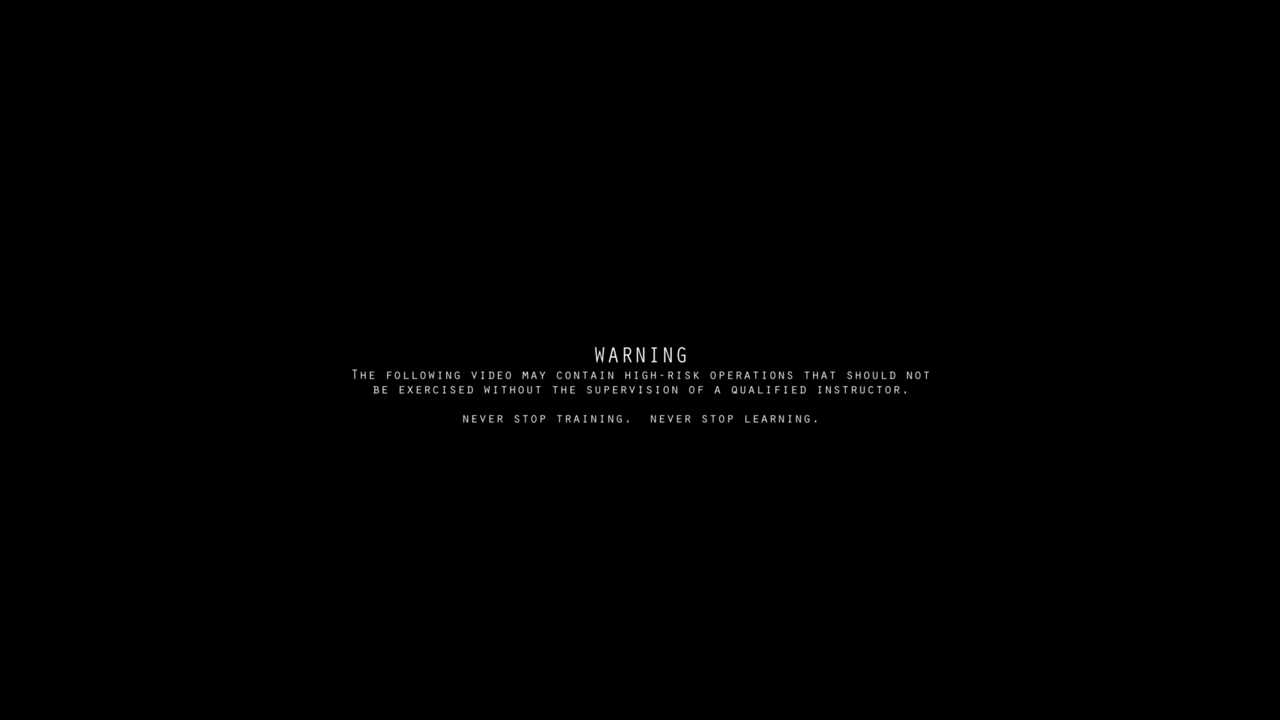 WARNING
The following video may contain high-risk operations that should not
be exercised without the supervision of a qualified instructor.
never stop training.  never stop learning.